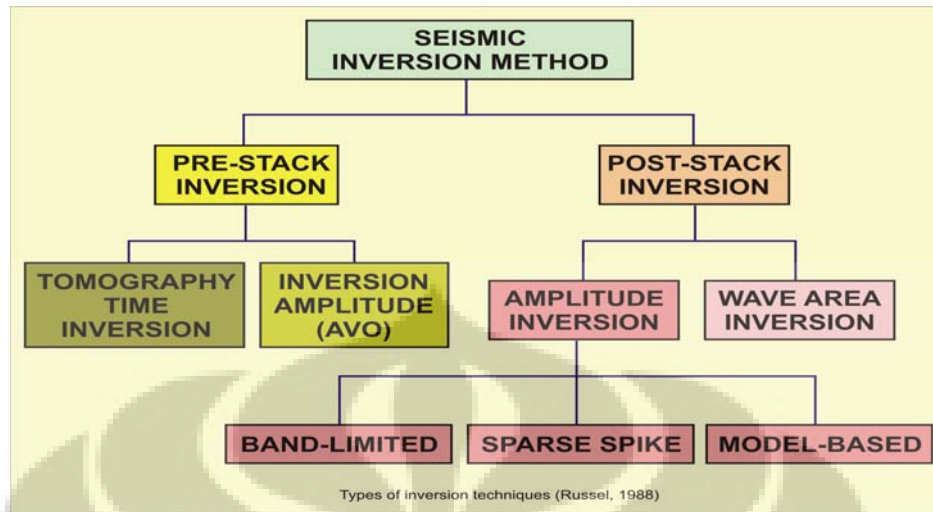 SEISMIC
INVERSION METHOD
PRE-STACK
INVERSION
POST-STACK
INVERSION
TOMOGRAPHY
TIME
INVERSION
INVERSION
AMPLITUDE
(AVO)
AMPLITUDE
INVERSION
WAVE AREA
INVERSION
BAND-LIMITED
SPARSE SPIKE
MODEL-BASED
Types of inversion techniques (Russel, 1988)